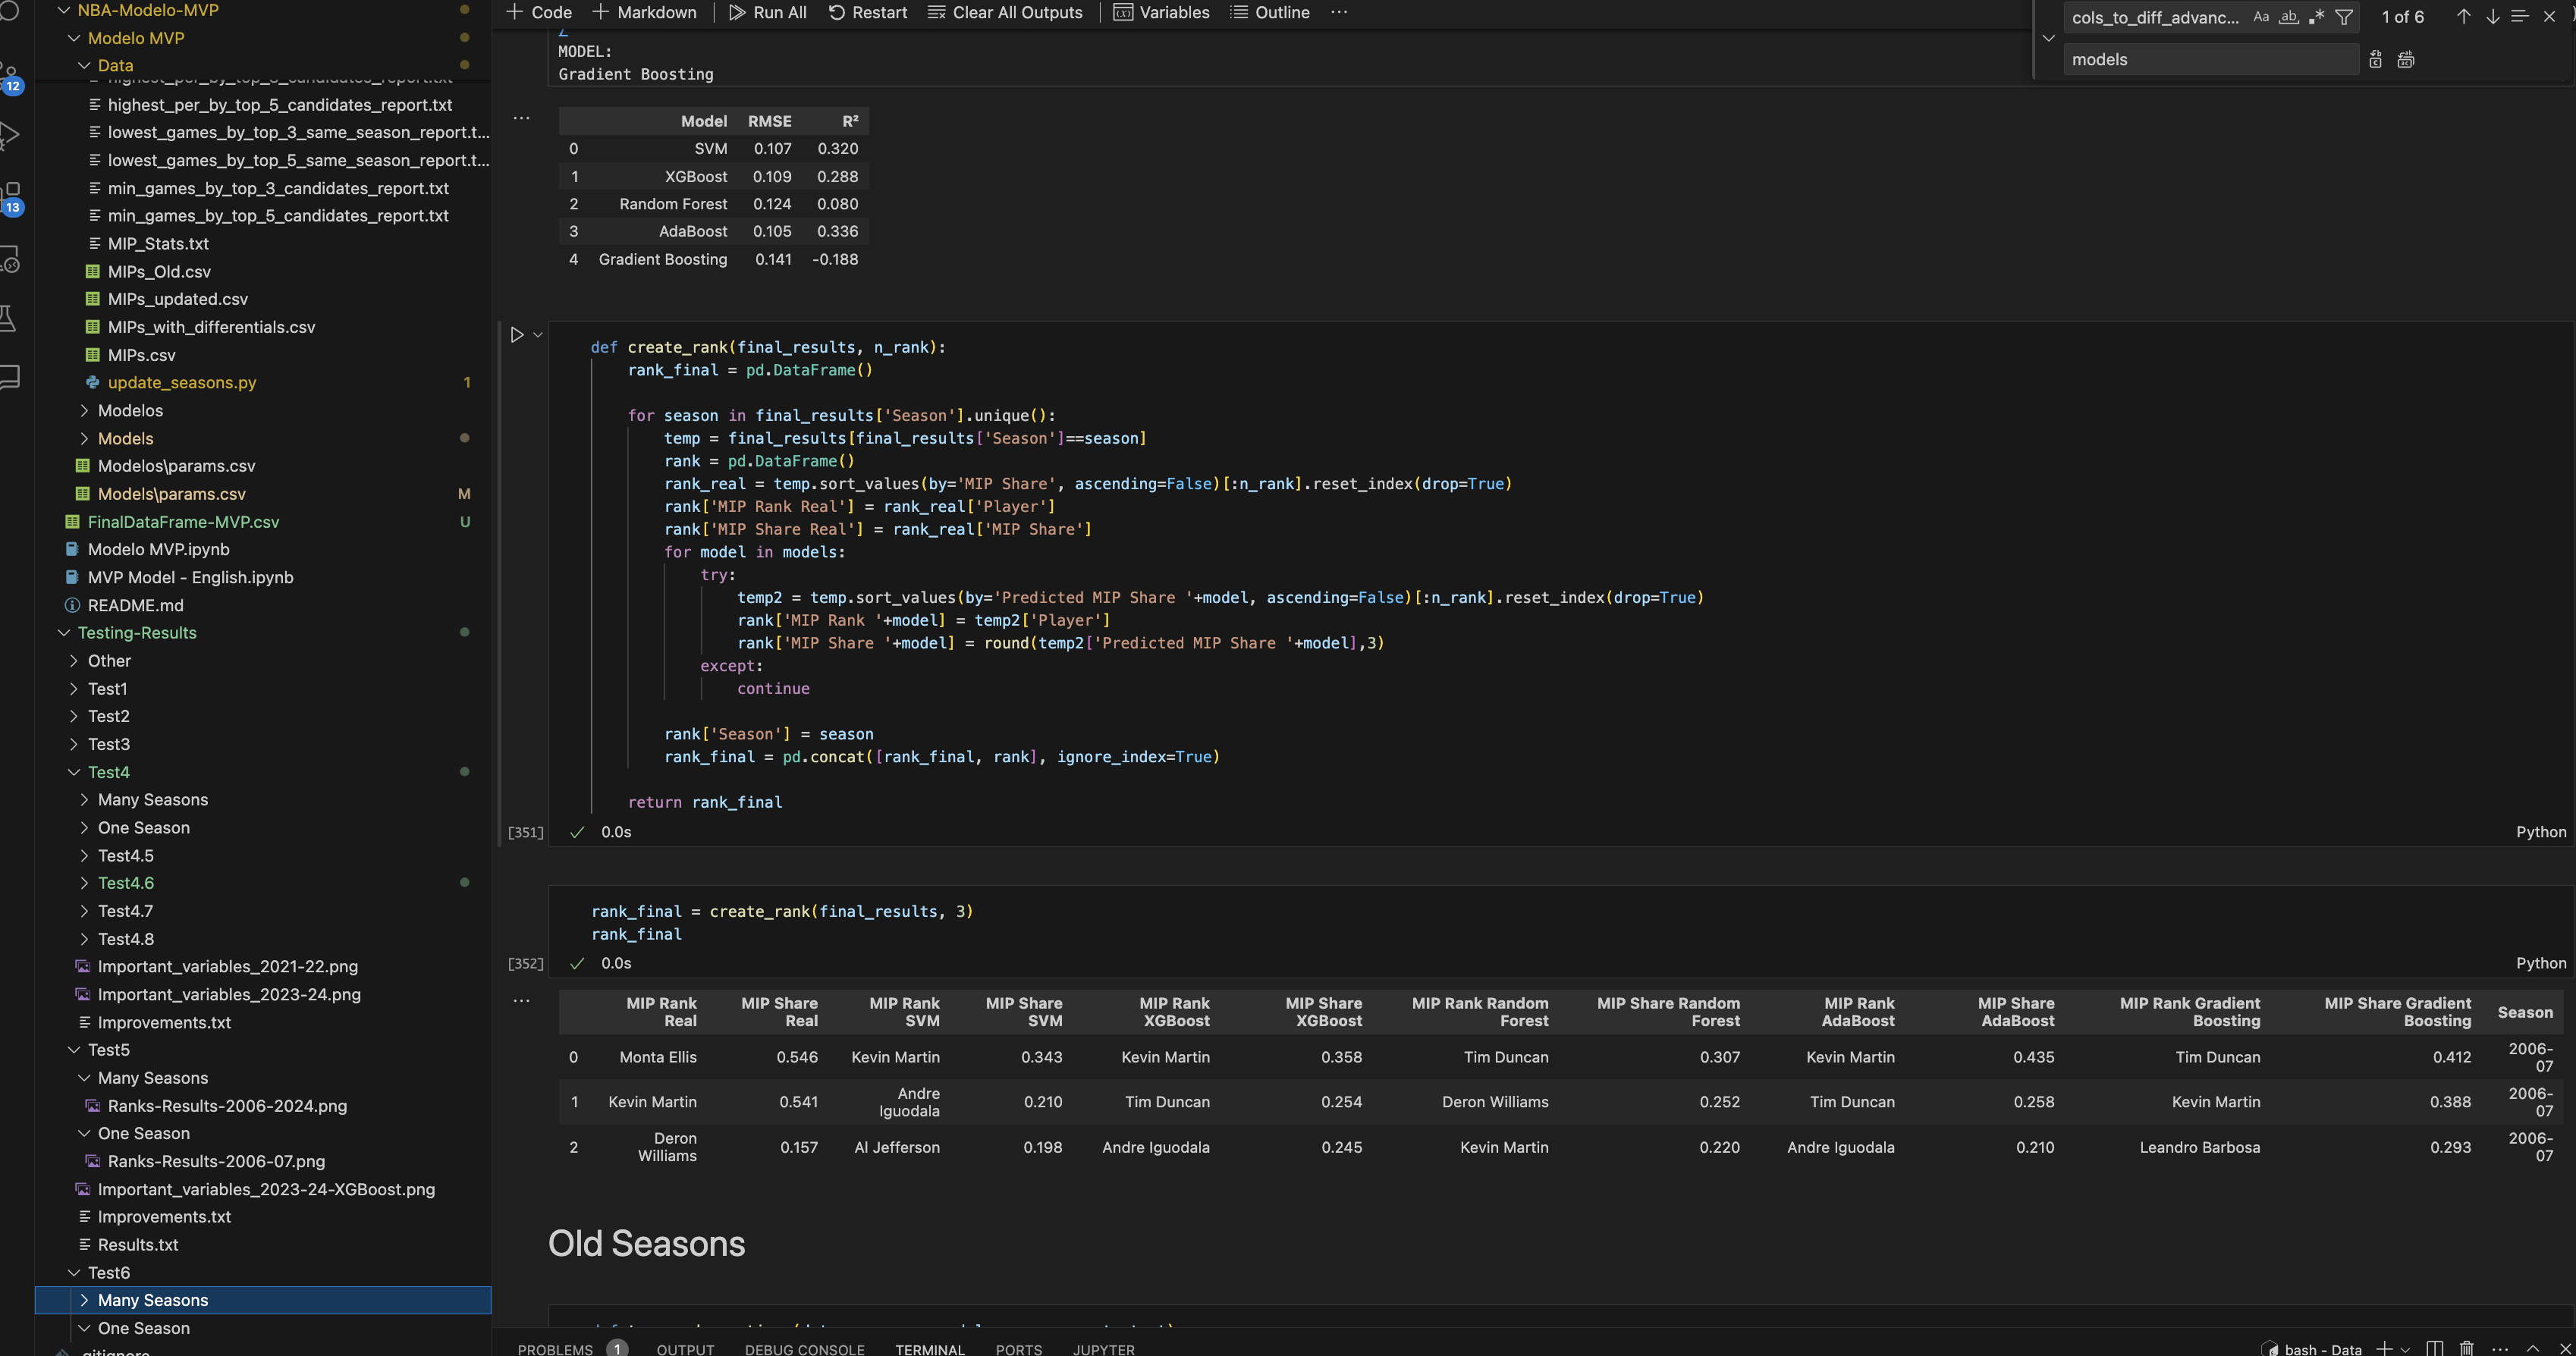 NBA-Modelo-MVP
Modelo MVP
Data
highest_per_by_top_5_candidates_report.txt
lowest_games_by_top_3_same_season_report.t...
lowest_games_by_top_5_same_season_report.t...
min_games_by_top_3_candidates_report.txt
min_games_by_top_5_candidates_report.txt
MIP_Stats.txt
MIPs_Old.csv
MIPs_updated.csv
MIPs_with_differentials.csv
MIPs.csv
update_seasons.py 1
Modelos
Models
Modelos\params.csv
Models\params.csv M
FinalDataFrame-MVP.csv U
Modelo MVP.ipynb
MVP Model - English.ipynb
README.md
Testing-Results
Other
Test1
Test2
Test3
Test4
Many Seasons
One Season
Test4.5
Test4.6
Test4.7
Test4.8
Important_variables_2021-22.png
Important_variables_2023-24.png
Improvements.txt
Test5
Many Seasons
Ranks-Results-2006-2024.png
One Season
Ranks-Results-2006-07.png
Important_variables_2023-24-XGBoost.png
Improvements.txt
Results.txt
Test6
Many Seasons
One Season
12
13
Code Markdown Run All Restart Clear All Outputs Variables Outline ...
cols_to_diff_advanc... Aa ab 1 of 6
models
MODEL:
Gradient Boosting
Model RMSE R²
0 SVM 0.107 0.320
1 XGBoost 0.109 0.288
2 Random Forest 0.124 0.080
3 AdaBoost 0.105 0.336
4 Gradient Boosting 0.141 -0.188
def create_rank(final_results, n_rank):
rank_final = pd.DataFrame()
for season in final_results['Season'].unique():
temp = final_results[final_results['Season']==season]
rank = pd.DataFrame()
rank_real = temp.sort_values(by='MIP Share', ascending=False)[:n_rank].reset_index(drop=True)
rank['MIP Rank Real'] = rank_real['Player']
rank['MIP Share Real'] = rank_real['MIP Share']
for model in models:
try:
temp2 = temp.sort_values(by='Predicted MIP Share '+model, ascending=False)[:n_rank].reset_index(drop=True)
rank['MIP Rank '+model] = temp2['Player']
rank['MIP Share '+model] = round(temp2['Predicted MIP Share '+model],3)
except:
continue
rank['Season'] = season
rank_final = pd.concat([rank_final, rank], ignore_index=True)
return rank_final
[351] 0.0s Python
rank_final = create_rank(final_results, 3)
rank_final
[352] 0.0s Python
MIP Rank MIP Share MIP Rank MIP Share MIP Rank MIP Share MIP Rank Random MIP Share Random MIP Rank MIP Share MIP Rank Gradient MIP Share Gradient Season
Real Real SVM SVM XGBoost XGBoost Forest Forest AdaBoost AdaBoost Boosting Boosting
0 Monta Ellis 0.546 Kevin Martin 0.343 Kevin Martin 0.358 Tim Duncan 0.307 Kevin Martin 0.435 Tim Duncan 0.412 2006-
07
1 Kevin Martin 0.541 Andre 0.210 Tim Duncan 0.254 Deron Williams 0.252 Tim Duncan 0.258 Kevin Martin 0.388 2006-
Iguodala 07
2 Deron 0.157 Al Jefferson 0.198 Andre Iguodala 0.245 Kevin Martin 0.220 Andre Iguodala 0.210 Leandro Barbosa 0.293 2006-
Williams 07
Old Seasons
PROBLEMS 1 OUTPUT DEBUG CONSOLE TERMINAL PORTS JUPYTER
bash - Data